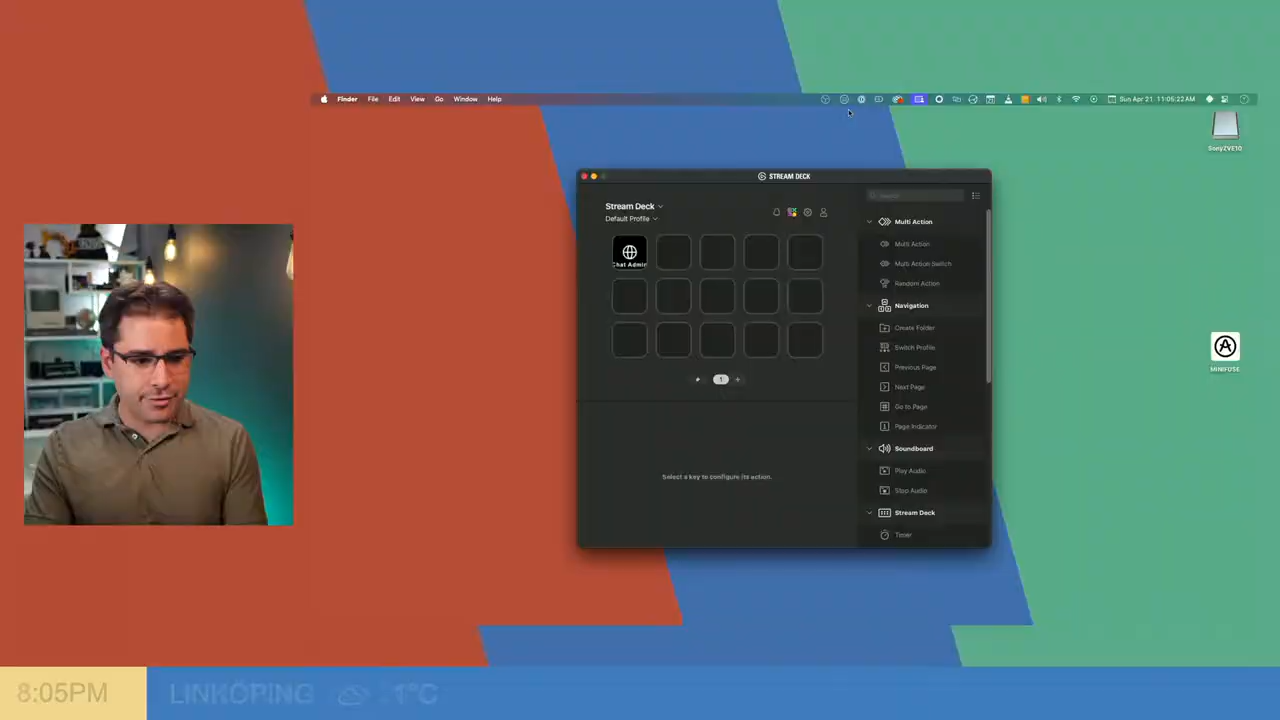 Finder File Edit View Go Window Help
Sun Apr 21 11:05:22 AM
SonyZVE10
STREAM DECK
Stream Deck
Default Profile
Chat Admin
1
Select a key to configure its action.
Search
Multi Action
Multi Action
Multi Action Switch
Random Action
Navigation
Create Folder
Switch Profile
Previous Page
Next Page
Go to Page
Page Indicator
Soundboard
Play Audio
Stop Audio
Stream Deck
Timer
MINIFUSE
8:05PM LINKÖPING 1°C